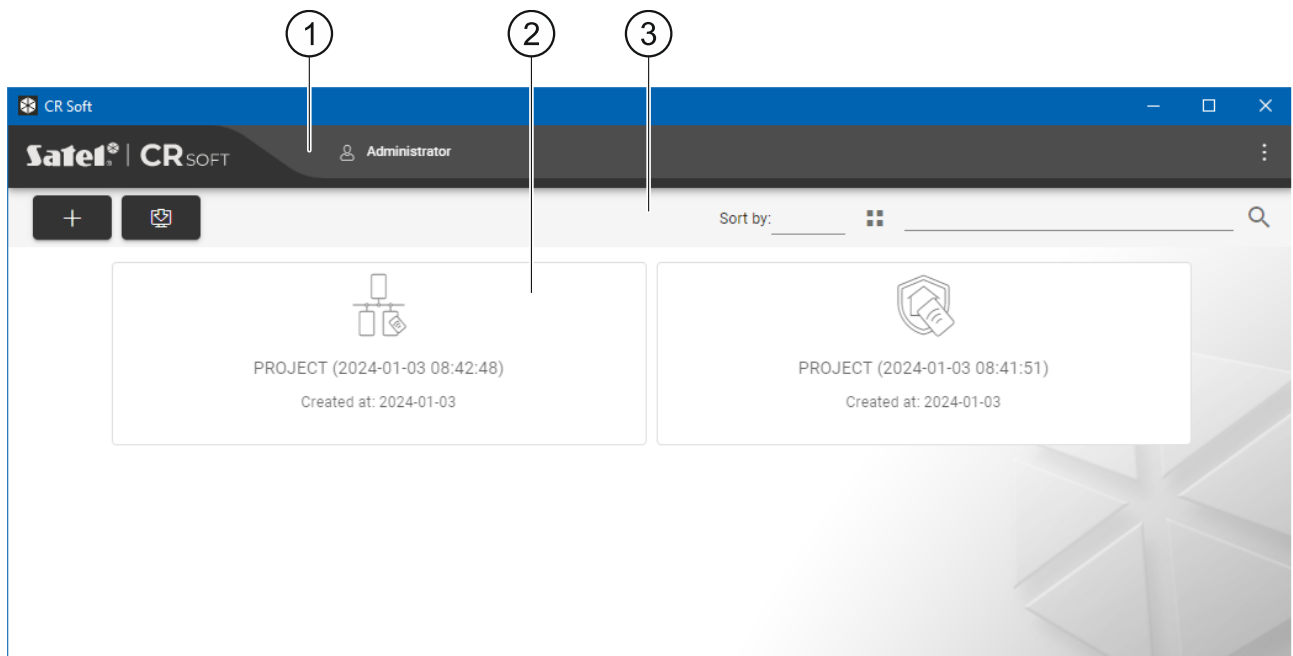 1 2 3
CR Soft
Satel | CR SOFT
Administrator
Sort by:
PROJECT (2024-01-03 08:42:48)
Created at: 2024-01-03
PROJECT (2024-01-03 08:41:51)
Created at: 2024-01-03